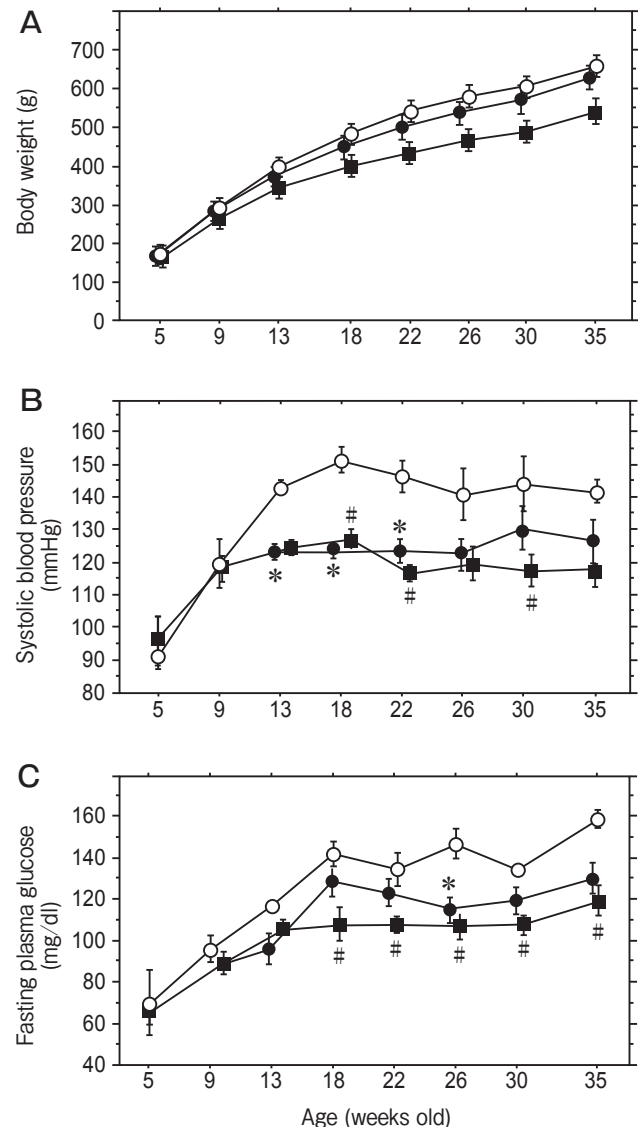 A
Body weight (g)
700
600
500
400
300
200
100
0
5 9 13 18 22 26 30 35
B
Systolic blood pressure
(mmHg)
160
150
140
130
120
110
100
90
80
# *
* * # #
5 9 13 18 22 26 30 35
C
Fasting plasma glucose
(mg/dl)
160
140
120
100
80
60
40
*
# # # # #
5 9 13 18 22 26 30 35
Age (weeks old)